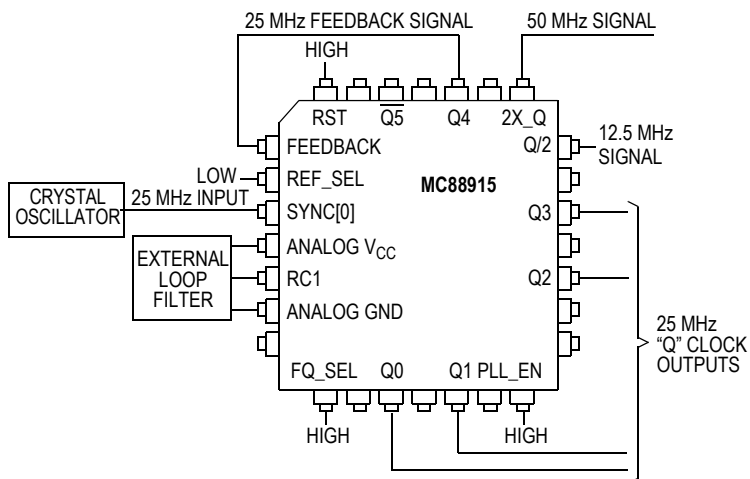 25 MHz FEEDBACK SIGNAL
50 MHz SIGNAL
HIGH
RST
Q5
Q4
2X_Q
FEEDBACK
Q/2
12.5 MHz
SIGNAL
LOW
REF_SEL
MC88915
CRYSTAL
OSCILLATOR
25 MHz INPUT
SYNC[0]
Q3
ANALOG VCC
EXTERNAL
LOOP
FILTER
RC1
Q2
ANALOG GND
25 MHz
“Q” CLOCK
OUTPUTS
FQ_SEL
Q0
Q1
PLL_EN
HIGH
HIGH